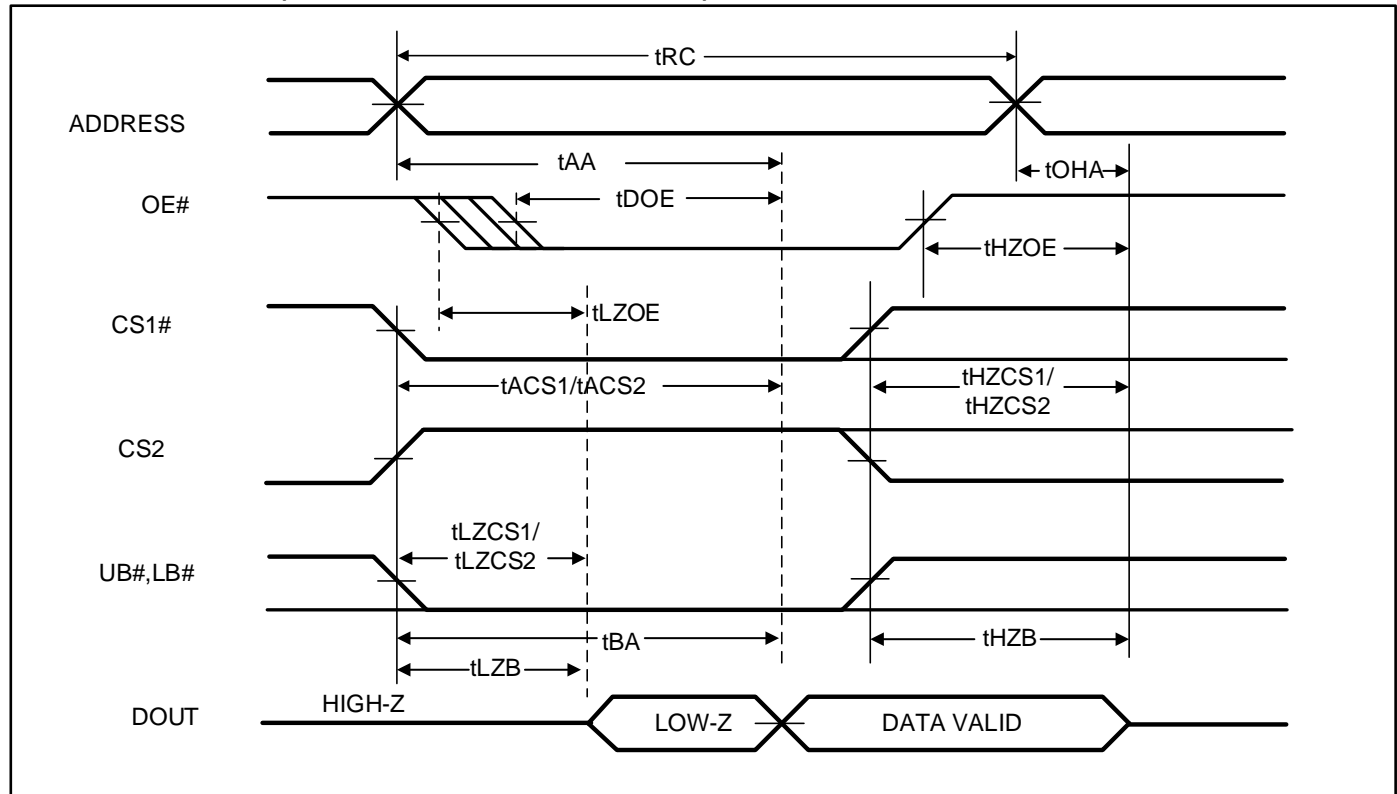 tRC
ADDRESS
tAA
tOHA
OE#
tDOE
tHZOE
CS1#
tLZOE
tACS1/tACS2
tHZCS1/
tHZCS2
CS2
tLZCS1/
tLZCS2
UB#,LB#
tBA
tHZB
tLZB
DOUT
HIGH-Z
LOW-Z
DATA VALID